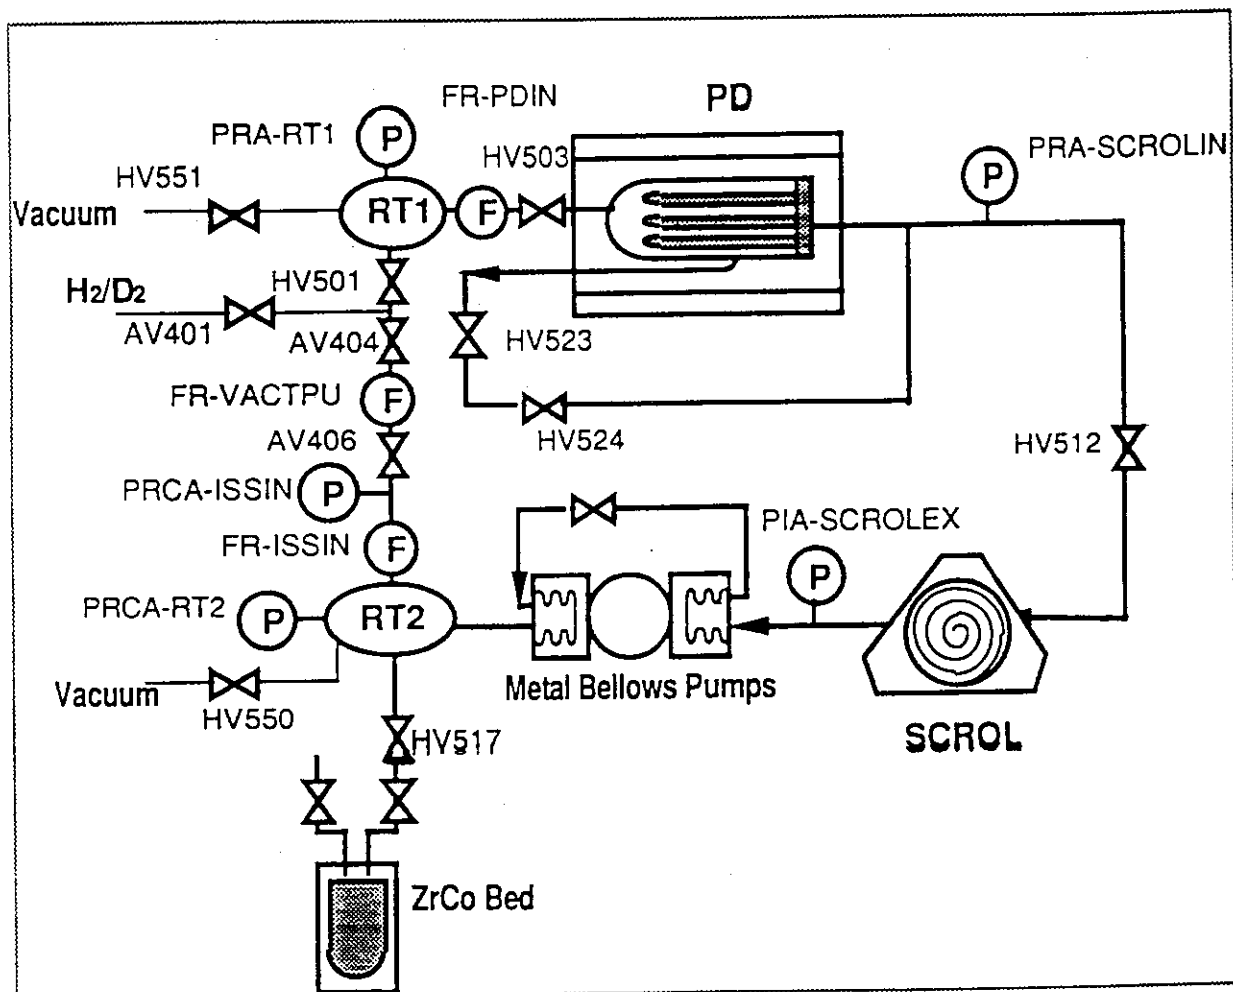 FR-PDIN
PD
PRA-RT1
P
HV503
PRA-SCROLIN
HV551
P
Vacuum
RT1
F
H2/D2
HV501
AV401
AV404
HV523
FR-VACTPU
F
AV406
HV524
HV512
PRCA-ISSIN
P
PIA-SCROLEX
FR-ISSIN
F
P
PRCA-RT2
P
RT2
Vacuum
HV550
Metal Bellows Pumps
SCROL
HV517
ZrCo Bed